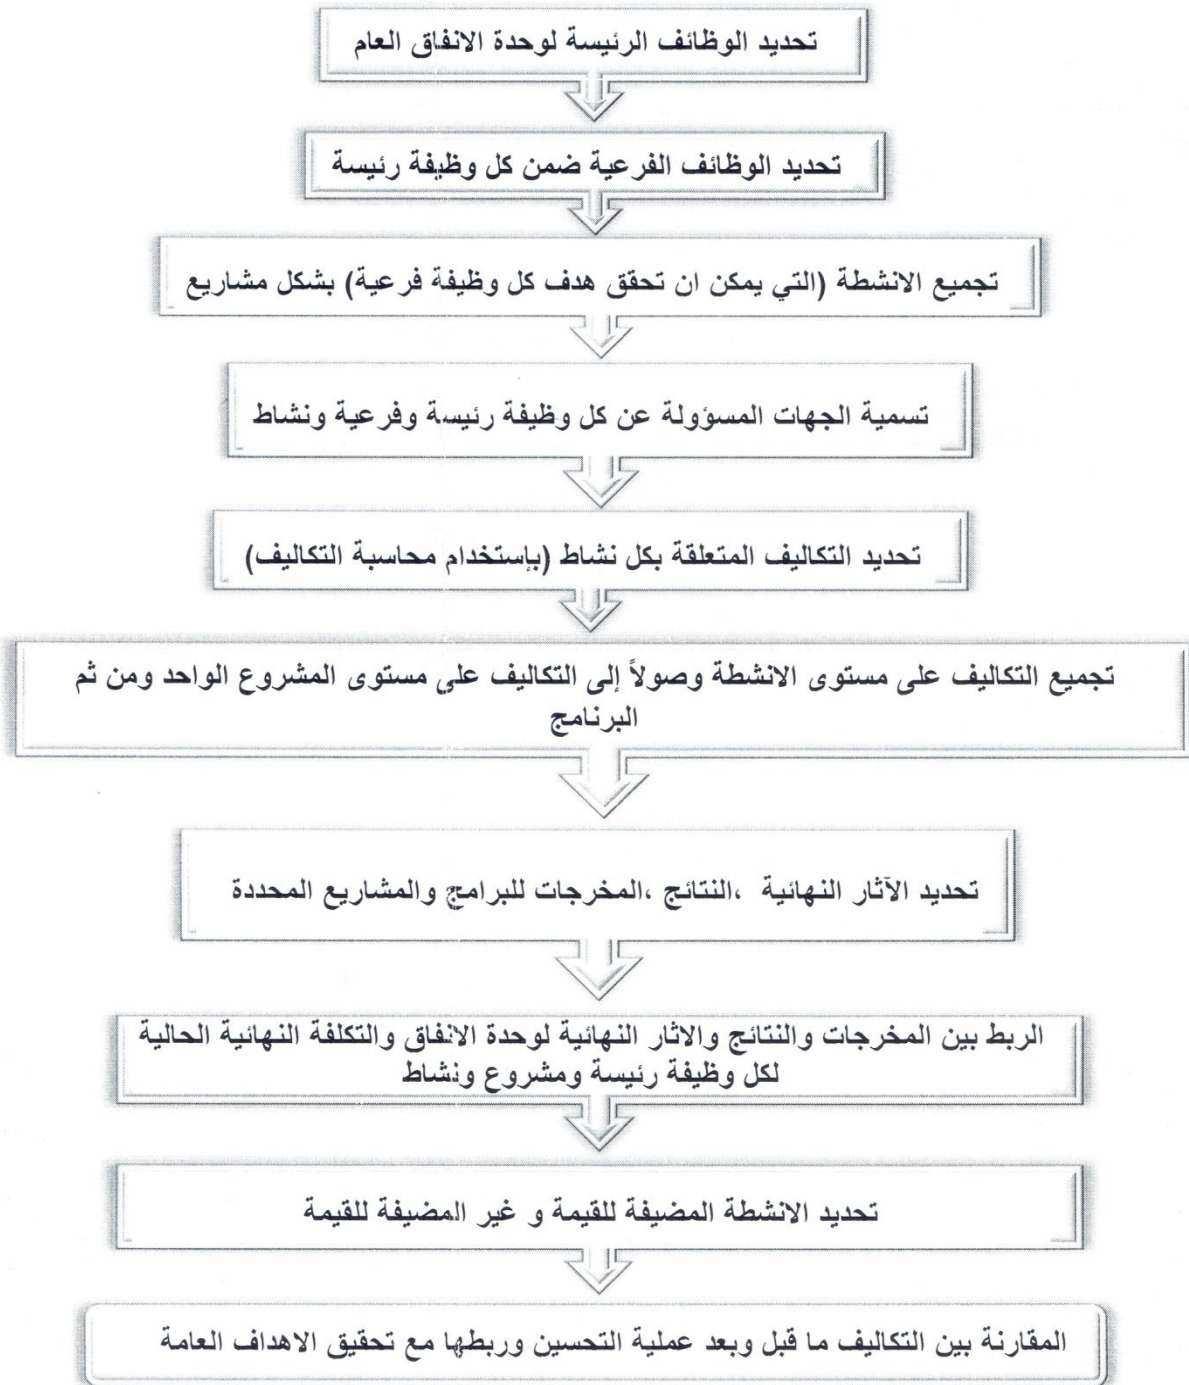 تحديد الوظائف الرئيسة لوحدة الانفاق العام
تحديد الوظائف الفرعية ضمن كل وظيفة رئيسة
تجميع الانشطة (التي يمكن ان تحقق هدف كل وظيفة فرعية) بشكل مشاريع
تسمية الجهات المسؤولة عن كل وظيفة رئيسة وفرعية ونشاط
تحديد التكاليف المتعلقة بكل نشاط (بإستخدام محاسبة التكاليف)
تجميع التكاليف على مستوى الانشطة وصولاً إلى التكاليف على مستوى المشروع الواحد ومن ثم
البرنامج
تحديد الآثار النهائية ،النتائج ،المخرجات للبرامج والمشاريع المحددة
الربط بين المخرجات والنتائج والاثار النهائية لوحدة الانفاق والتكلفة النهائية الحالية
لكل وظيفة رئيسة ومشروع ونشاط
تحديد الانشطة المضيفة للقيمة و غير المضيفة للقيمة
المقارنة بين التكاليف ما قبل وبعد عملية التحسين وربطها مع تحقيق الاهداف العامة